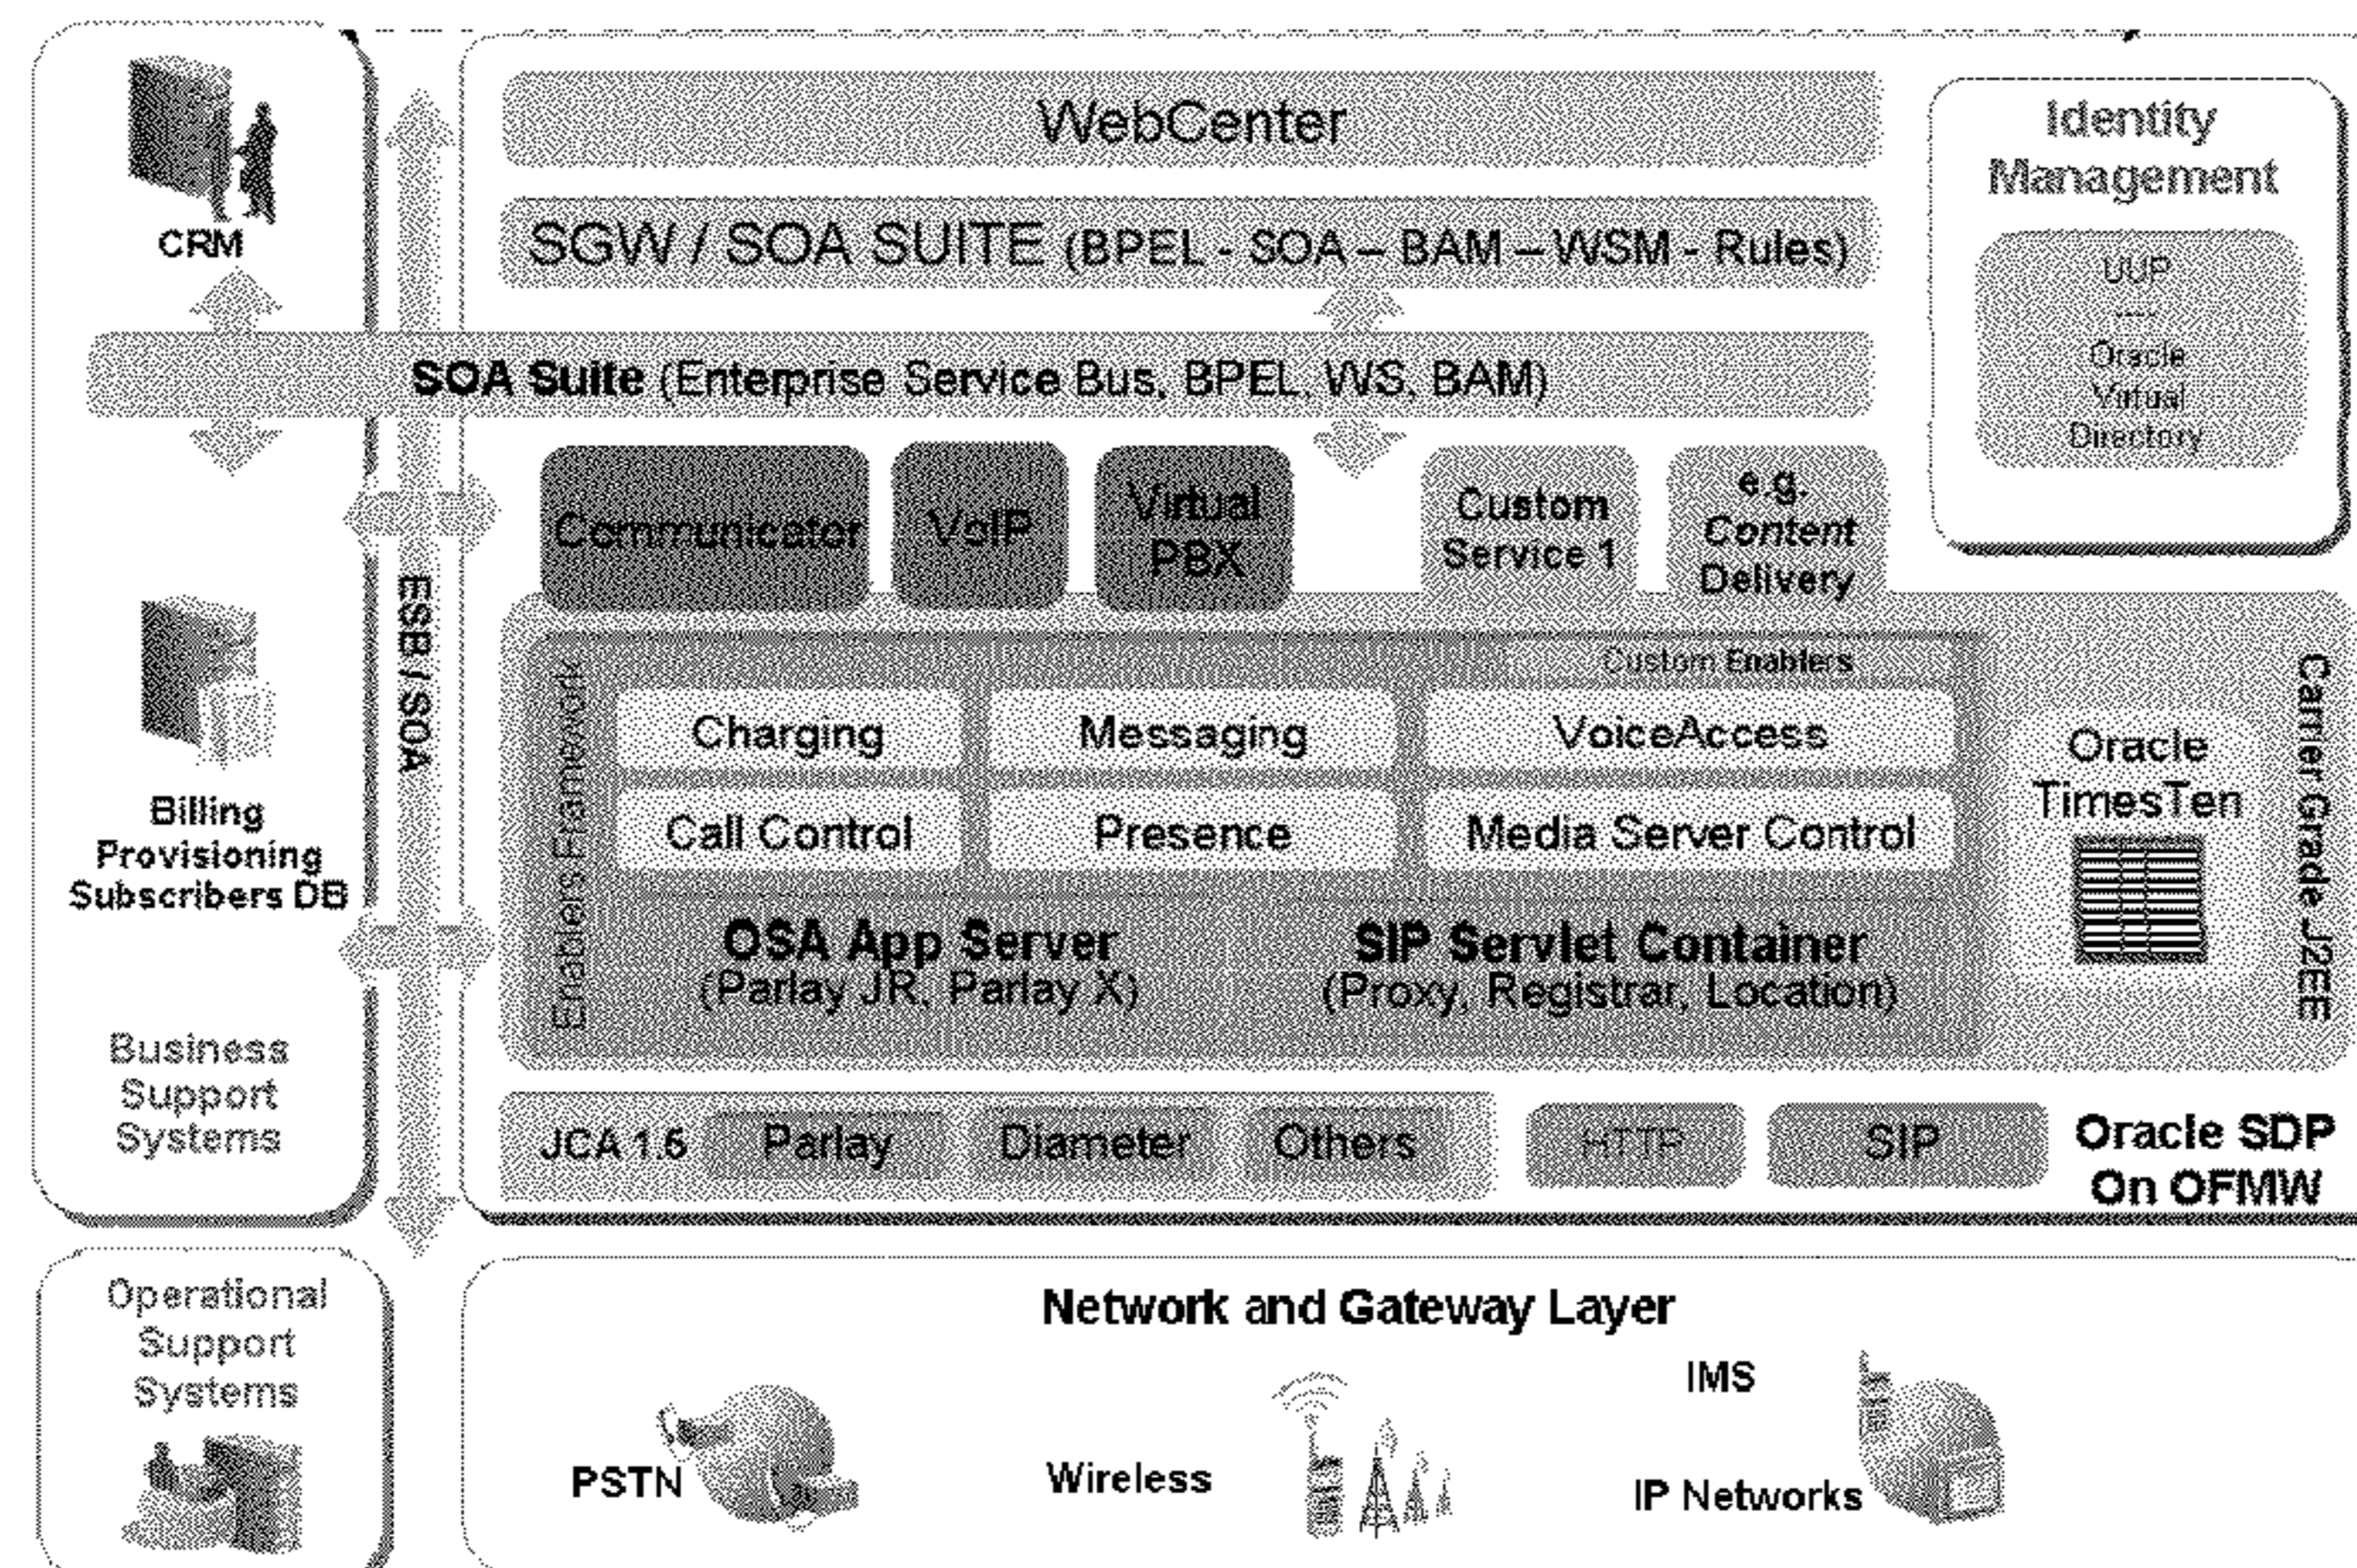 CRM
Billing
Provisioning
Subscribers DB
Business
Support
Systems
Operational
Support
Systems
ESB / SOA
WebCenter
SGW / SOA SUITE (BPEL - SOA – BAM – WSM - Rules)
SOA Suite (Enterprise Service Bus, BPEL, WS, BAM)
Identity
Management
UUP
----
Oracle
Virtual
Directory
Communicator
VoIP
Virtual
PBX
Custom
Service 1
e.g.
Content
Delivery
Enablers Framework
Custom Enablers
Charging
Messaging
VoiceAccess
Call Control
Presence
Media Server Control
OSA App Server
(Parlay JR, Parlay X)
SIP Servlet Container
(Proxy, Registrar, Location)
Oracle
TimesTen
Carrier Grade J2EE
JCA 1.5
Parlay
Diameter
Others
HTTP
SIP
Oracle SDP
On OFMW
Network and Gateway Layer
PSTN
Wireless
IMS
IP Networks